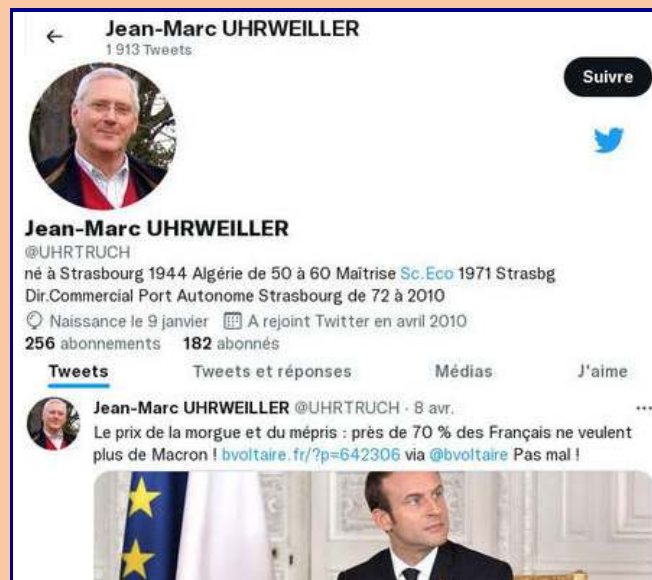 Jean-Marc UHRWEILLER
1 913 Tweets
Suivre
Jean-Marc UHRWEILLER
@UHRTRUCH
né à Strasbourg 1944 Algérie de 50 à 60 Maîtrise Sc.Eco 1971 Strasbg
Dir.Commercial Port Autonome Strasbourg de 72 à 2010
Naissance le 9 janvier A rejoint Twitter en avril 2010
256 abonnements 182 abonnés
Tweets Tweets et réponses Médias J'aime
Jean-Marc UHRWEILLER @UHRTRUCH · 8 avr.
Le prix de la morgue et du mépris : près de 70 % des Français ne veulent
plus de Macron ! bvoltaire.fr/?p=642306 via @bvoltaire Pas mal !